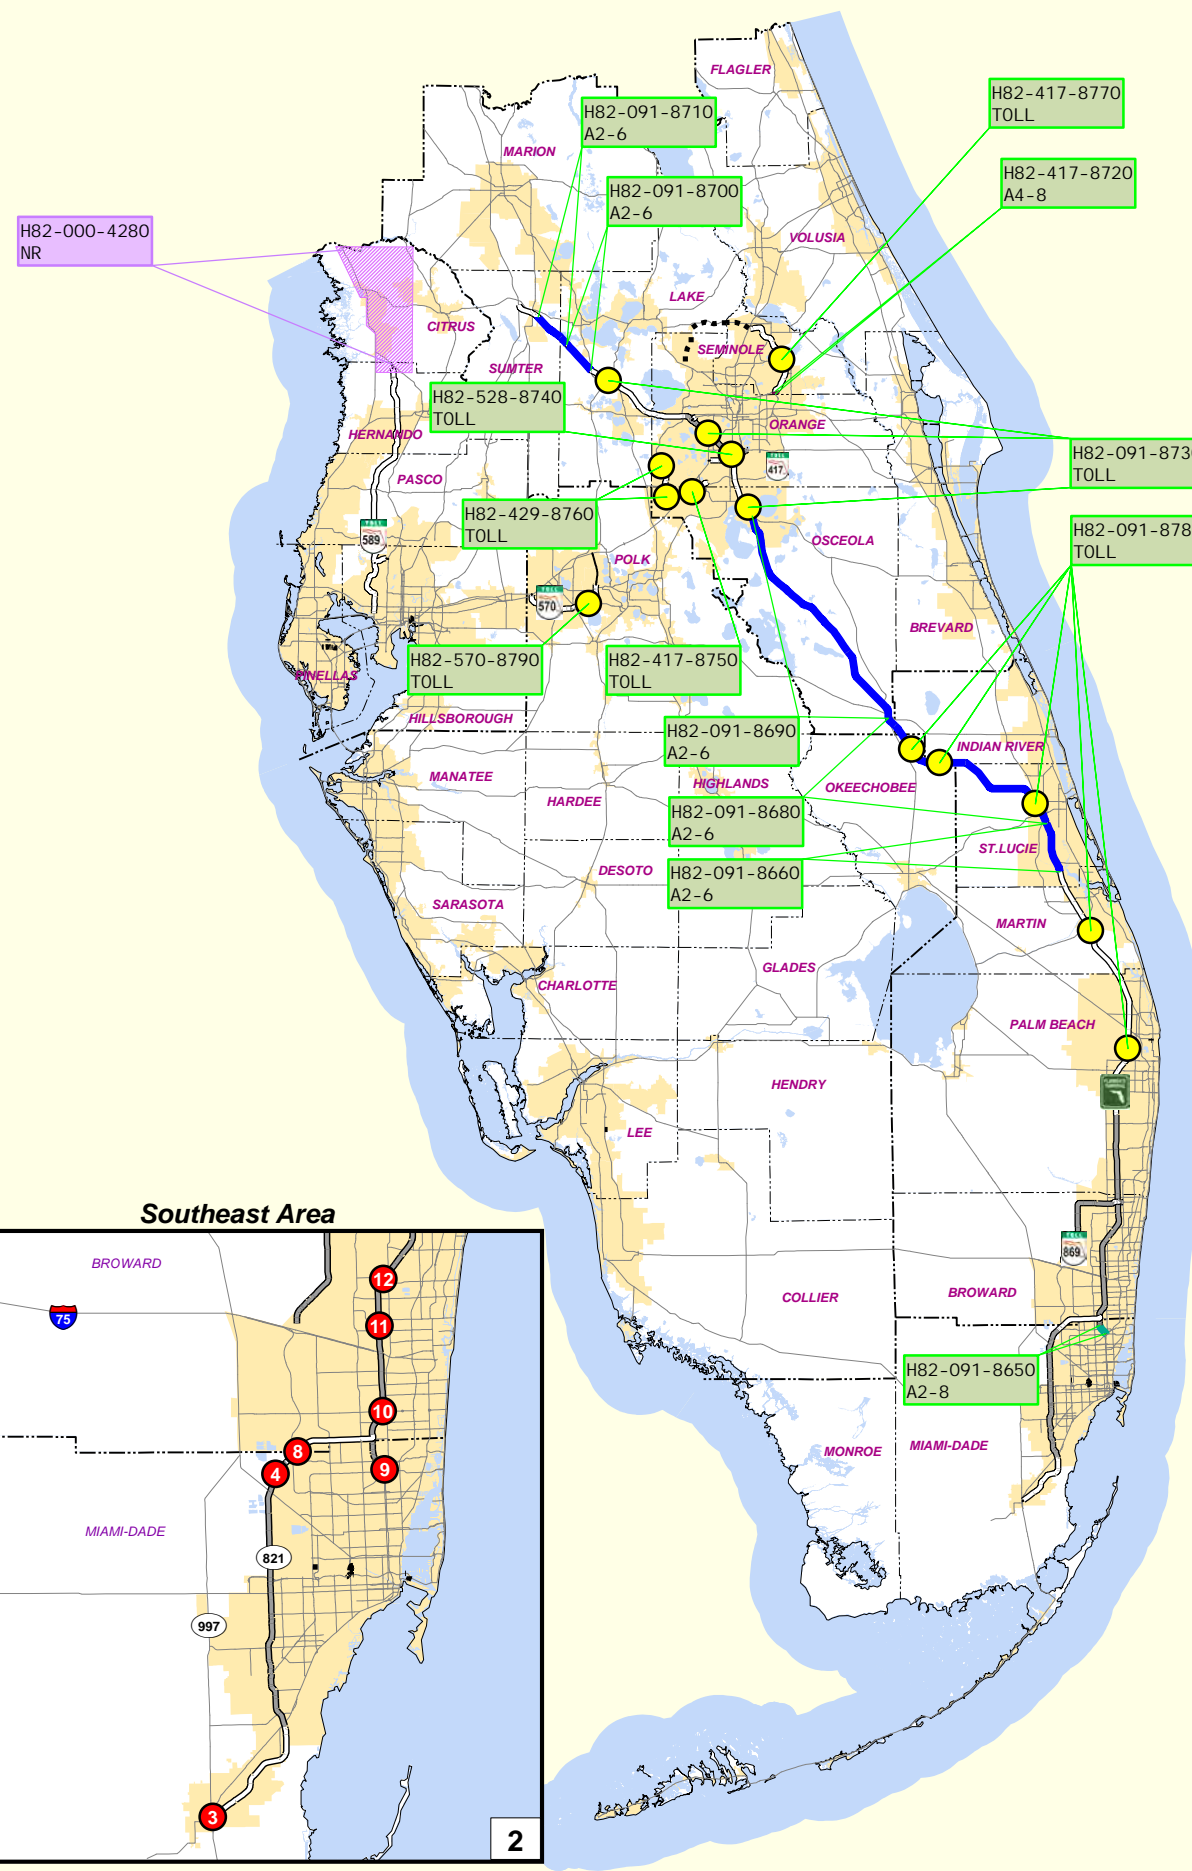 FLAGLER
H82-417-8770
TOLL
H82-091-8710
A2-6
MARION
H82-417-8720
A4-8
H82-091-8700
A2-6
H82-000-4280
NR
VOLUSIA
LAKE
CITRUS
SEMINOLE
SUMTER
H82-528-8740
TOLL
ORANGE
HERNANDO
H82-091-873
TOLL
417
PASCO
H82-429-8760
TOLL
H82-091-878
TOLL
TOLL
589
OSCEOLA
POLK
TOLL
570
BREVARD
H82-570-8790
TOLL
H82-417-8750
TOLL
PINELLAS
HILLSBOROUGH
H82-091-8690
A2-6
INDIAN RIVER
MANATEE
HIGHLANDS
OKEECHOBEE
HARDEE
H82-091-8680
A2-6
ST.LUCIE
DESOTO
H82-091-8660
A2-6
SARASOTA
MARTIN
GLADES
CHARLOTTE
PALM BEACH
HENDRY
LEE
Southeast Area
TOLL
869
BROWARD
12
75
11
COLLIER
BROWARD
H82-091-8650
A2-8
10
8
4
9
MONROE
MIAMI-DADE
MIAMI-DADE
821
997
3
2